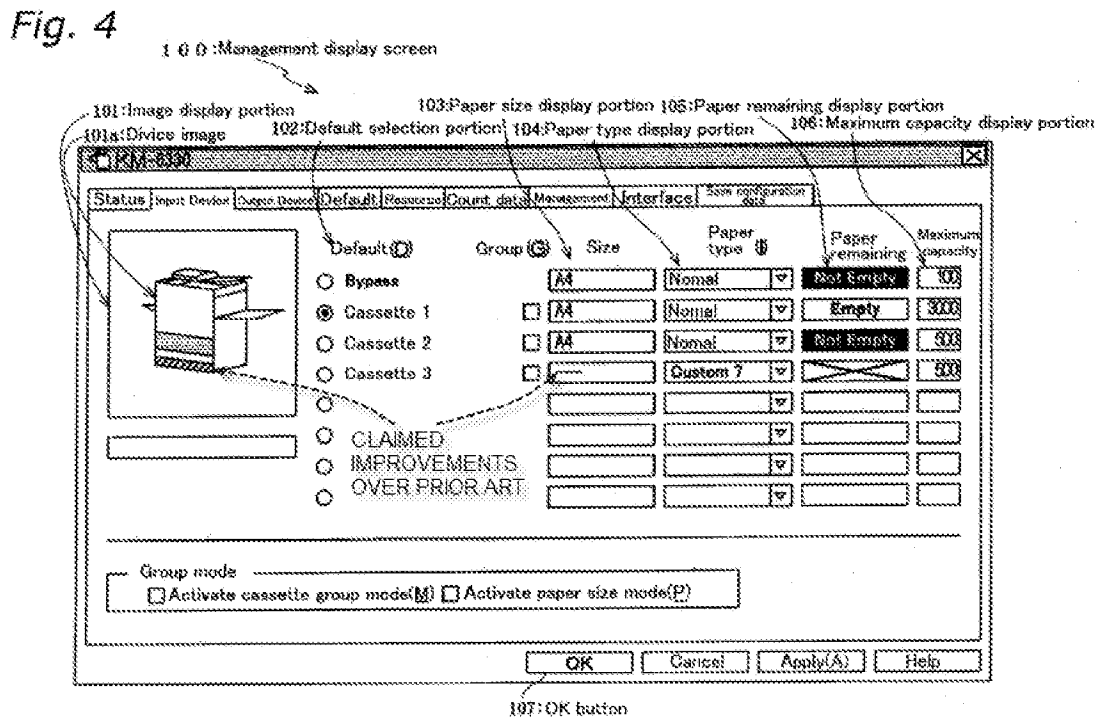 Fig. 4
100:Management display screen
101:Image display portion
101a:Divice image
102:Default selection portion
103:Paper size display portion
104:Paper type display portion
105:Paper remaining display portion
106:Maximum capacity display portion
KM-6330
Status Input Device Output Device Default Resource Count data Management Interface Save configuration data
Default(D) Group(G) Size Paper type Paper remaining Maximum capacity
Bypass A4 Nomal Not Empty 100
Cassette 1 A4 Nomal Empty 3000
Cassette 2 A4 Nomal Not Empty 500
Cassette 3 ---- Custom 7 500
CLAIMED
IMPROVEMENTS
OVER PRIOR ART
Group mode
Activate cassette group mode(M) Activate paper size mode(P)
OK Cancel Apply(A) Help
107:OK button